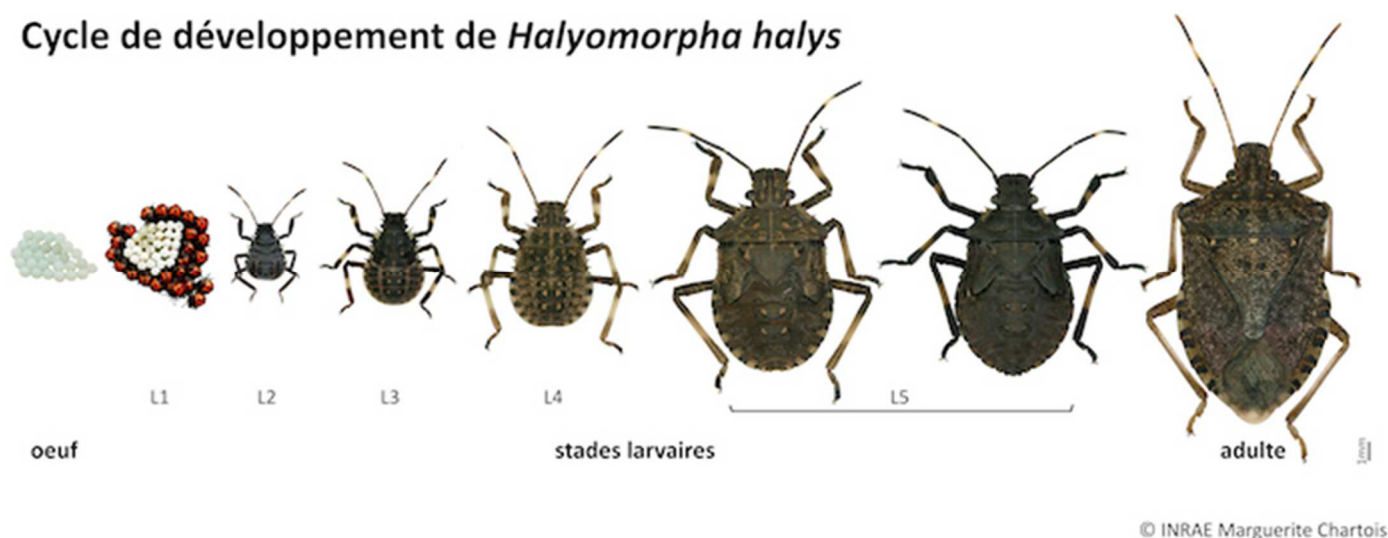 Cycle de développement de Halyomorpha halys
L1
L2
L3
L4
L5
oeuf
stades larvaires
adulte
1mm
© INRAE Marguerite Chartois